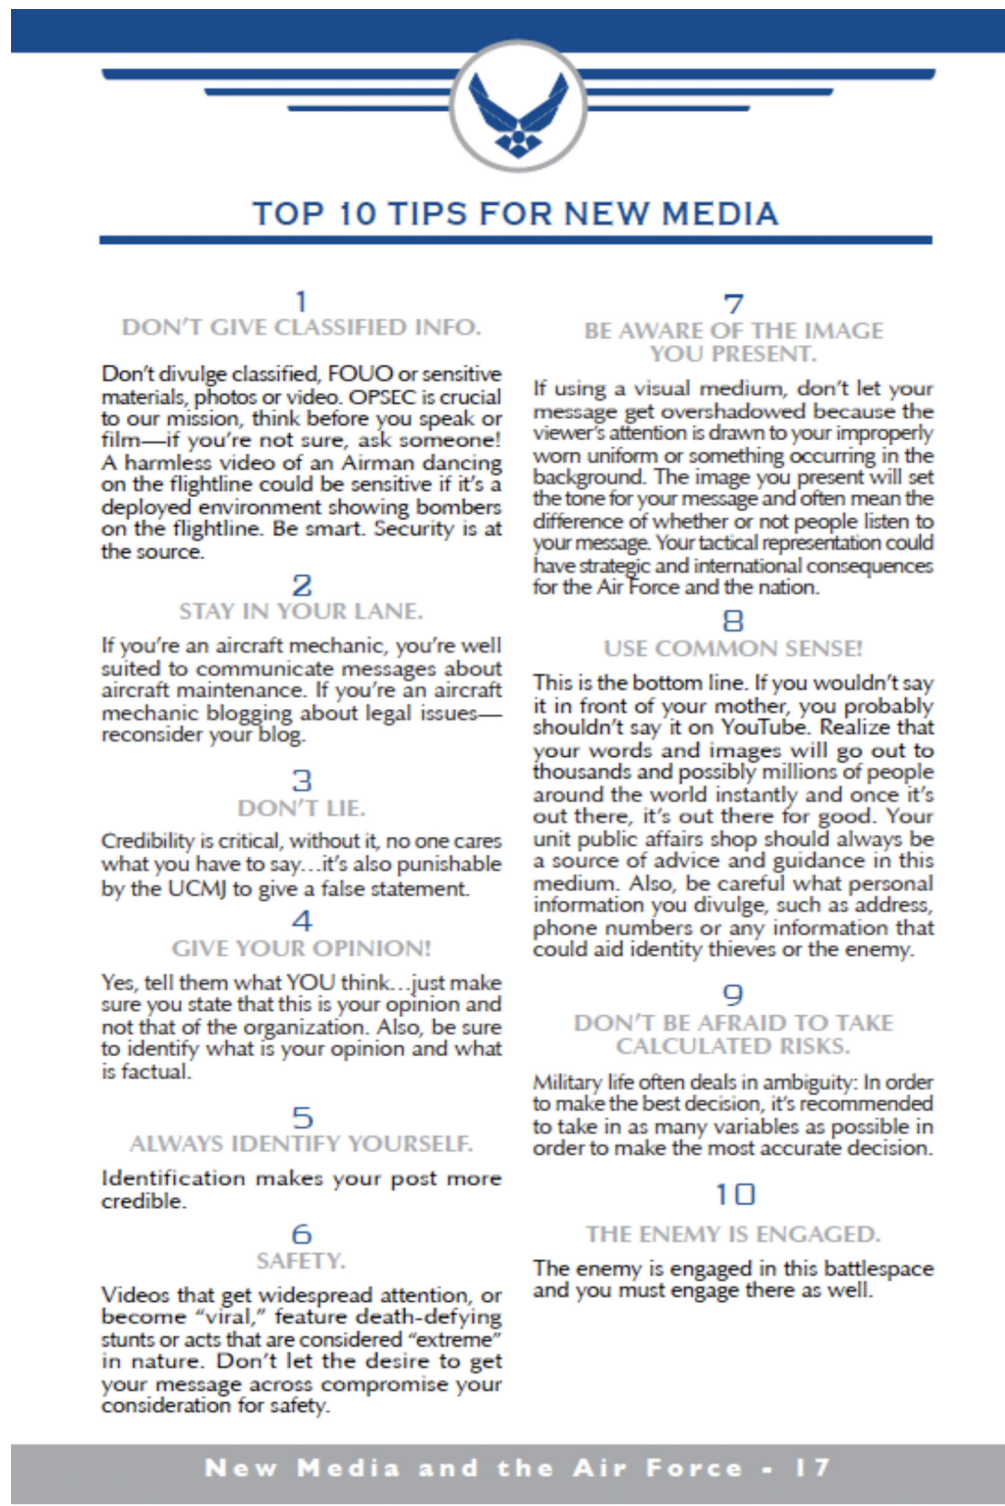 TOP 10 TIPS FOR NEW MEDIA
1
DON'T GIVE CLASSIFIED INFO.
Don't divulge classified, FOUO or sensitive
materials, photos or video. OPSEC is crucial
to our mission, think before you speak or
film—if you're not sure, ask someone!
A harmless video of an Airman dancing
on the flightline could be sensitive if it's a
deployed environment showing bombers
on the flightline. Be smart. Security is at
the source.
2
STAY IN YOUR LANE.
If you're an aircraft mechanic, you're well
suited to communicate messages about
aircraft maintenance. If you're an aircraft
mechanic blogging about legal issues—
reconsider your blog.
3
DON'T LIE.
Credibility is critical, without it, no one cares
what you have to say…it's also punishable
by the UCMJ to give a false statement.
4
GIVE YOUR OPINION!
Yes, tell them what YOU think…just make
sure you state that this is your opinion and
not that of the organization. Also, be sure
to identify what is your opinion and what
is factual.
5
ALWAYS IDENTIFY YOURSELF.
Identification makes your post more
credible.
6
SAFETY.
Videos that get widespread attention, or
become “viral,” feature death-defying
stunts or acts that are considered “extreme”
in nature. Don't let the desire to get
your message across compromise your
consideration for safety.
7
BE AWARE OF THE IMAGE
YOU PRESENT.
If using a visual medium, don't let your
message get overshadowed because the
viewer's attention is drawn to your improperly
worn uniform or something occurring in the
background. The image you present will set
the tone for your message and often mean the
difference of whether or not people listen to
your message. Your tactical representation could
have strategic and international consequences
for the Air Force and the nation.
8
USE COMMON SENSE!
This is the bottom line. If you wouldn't say
it in front of your mother, you probably
shouldn't say it on YouTube. Realize that
your words and images will go out to
thousands and possibly millions of people
around the world instantly and once it's
out there, it's out there for good. Your
unit public affairs shop should always be
a source of advice and guidance in this
medium. Also, be careful what personal
information you divulge, such as address,
phone numbers or any information that
could aid identity thieves or the enemy.
9
DON'T BE AFRAID TO TAKE
CALCULATED RISKS.
Military life often deals in ambiguity: In order
to make the best decision, it's recommended
to take in as many variables as possible in
order to make the most accurate decision.
10
THE ENEMY IS ENGAGED.
The enemy is engaged in this battlespace
and you must engage there as well.
New Media and the Air Force - 17